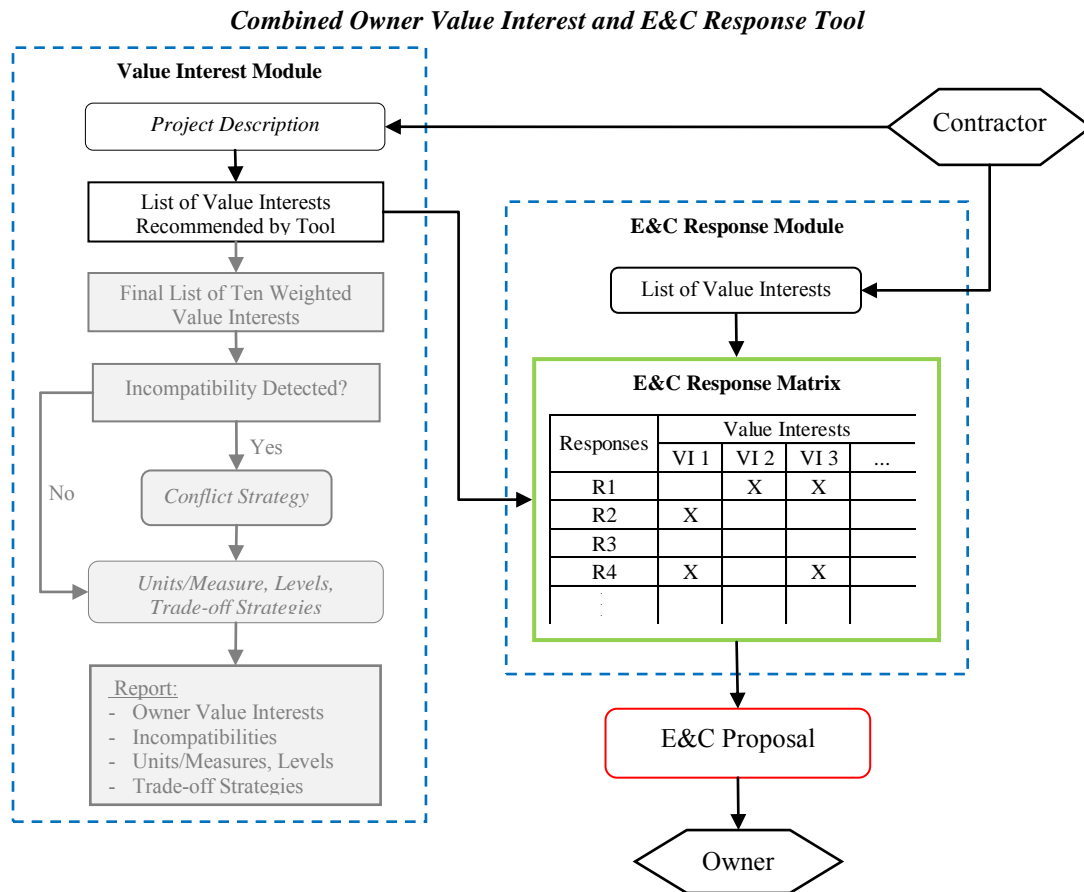 Combined Owner Value Interest and E&C Response Tool
Value Interest Module
Project Description
List of Value Interests
Recommended by Tool
Final List of Ten Weighted
Value Interests
Incompatibility Detected?
Yes
No
Conflict Strategy
Units/Measure, Levels,
Trade-off Strategies
Report:
- Owner Value Interests
- Incompatibilities
- Units/Measures, Levels
- Trade-off Strategies
Contractor
E&C Response Module
List of Value Interests
E&C Response Matrix
Responses Value Interests
VI 1 VI 2 VI 3 ...
R1 X X
R2 X
R3
R4 X X
⋮
E&C Proposal
Owner